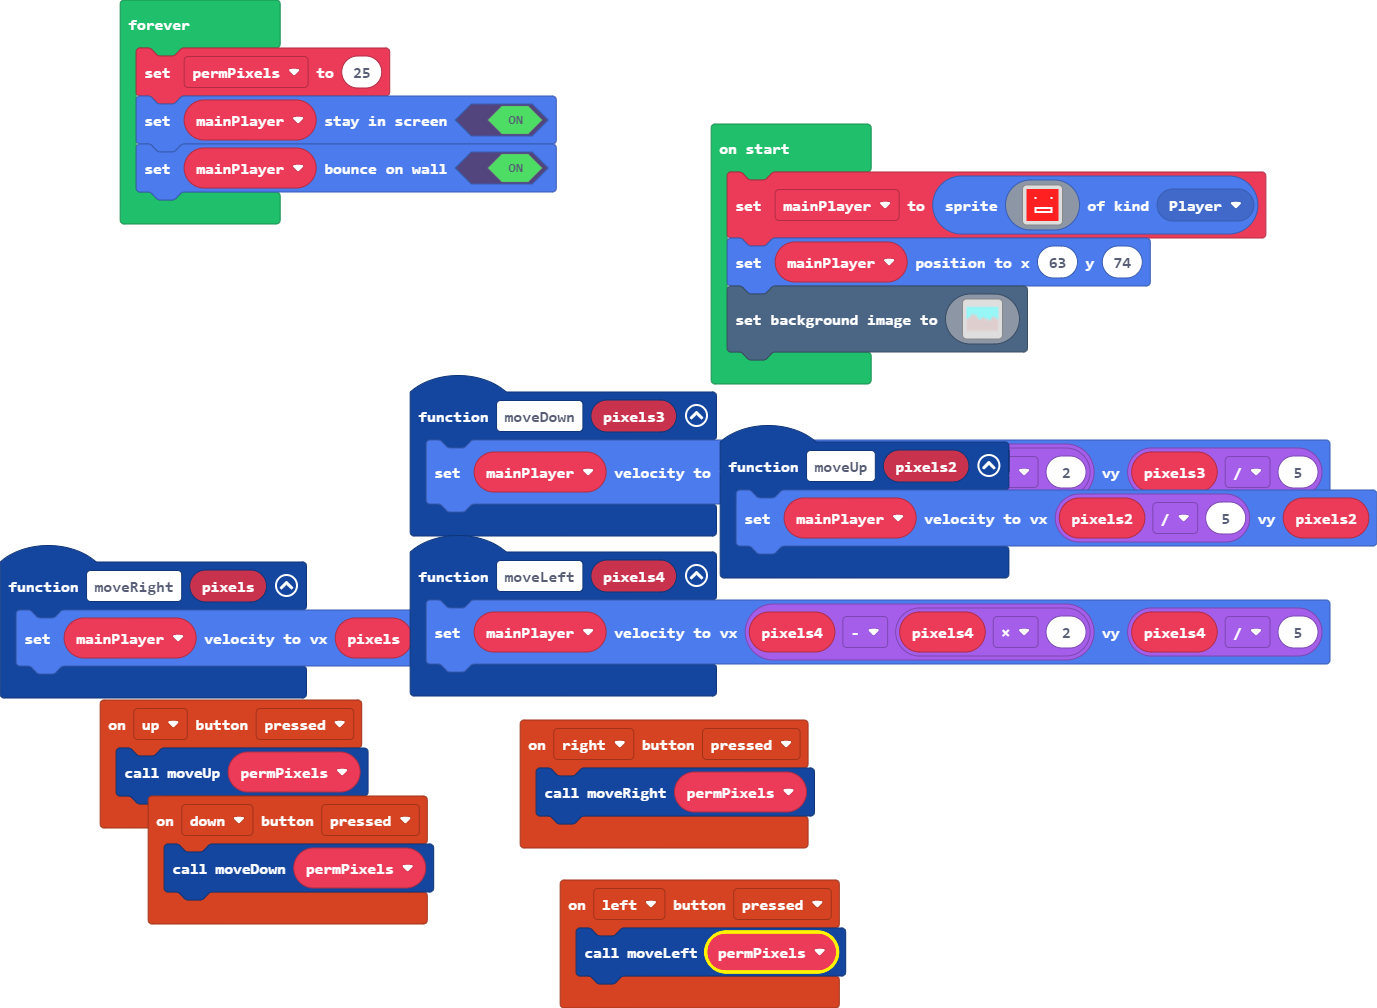 forever
set permPixels to 25
set mainPlayer stay in screen ON
set mainPlayer bounce on wall ON
on start
set mainPlayer to sprite of kind Player
set mainPlayer position to x 63 y 74
set background image to
function moveDown pixels3
set mainPlayer velocity to 2 vy pixels3 / 5
function moveUp pixels2
set mainPlayer velocity to vx pixels2 / 5 vy pixels2
function moveRight pixels
set mainPlayer velocity to vx pixels
function moveLeft pixels4
set mainPlayer velocity to vx pixels4 - pixels4 × 2 vy pixels4 / 5
on up button pressed
call moveUp permPixels
on down button pressed
call moveDown permPixels
on right button pressed
call moveRight permPixels
on left button pressed
call moveLeft permPixels